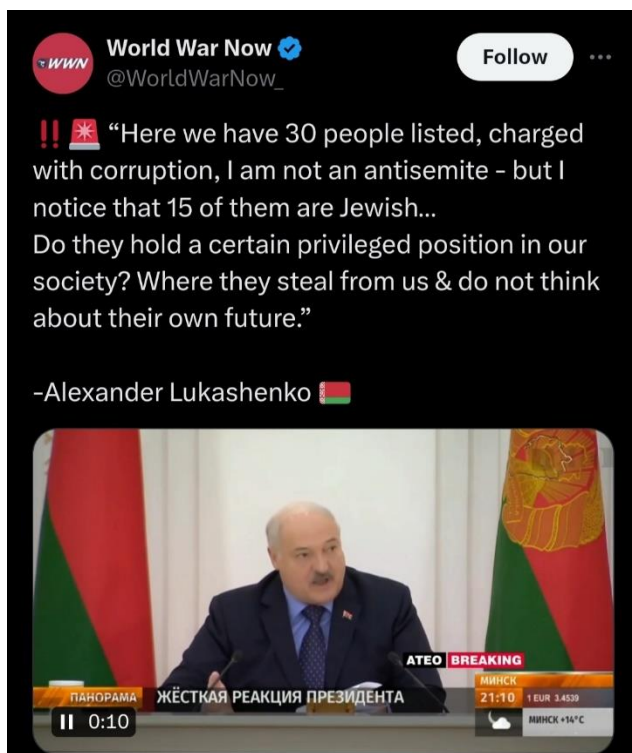 WWN
World War Now
@WorldWarNow_
Follow
‼️🚨 “Here we have 30 people listed, charged
with corruption, I am not an antisemite - but I
notice that 15 of them are Jewish...
Do they hold a certain privileged position in our
society? Where they steal from us & do not think
about their own future.”
-Alexander Lukashenko 🇧🇾
ATEO BREAKING
ПАНОРАМА ЖЁСТКАЯ РЕАКЦИЯ ПРЕЗИДЕНТА
МИНСК
21:10 1 EUR 3.4539
МИНСК +14°C
0:10